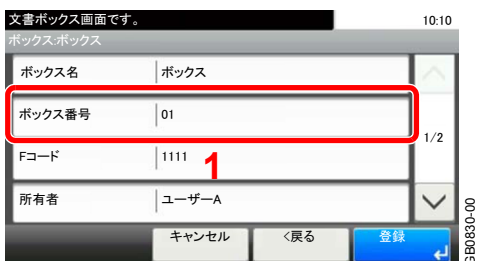 文書ボックス画面です。 10:10
ボックス:ボックス
ボックス名 ボックス
ボックス番号 01
1/2
Fコード 1111
1
所有者 ユーザーA
キャンセル <戻る 登録
GB0830-00